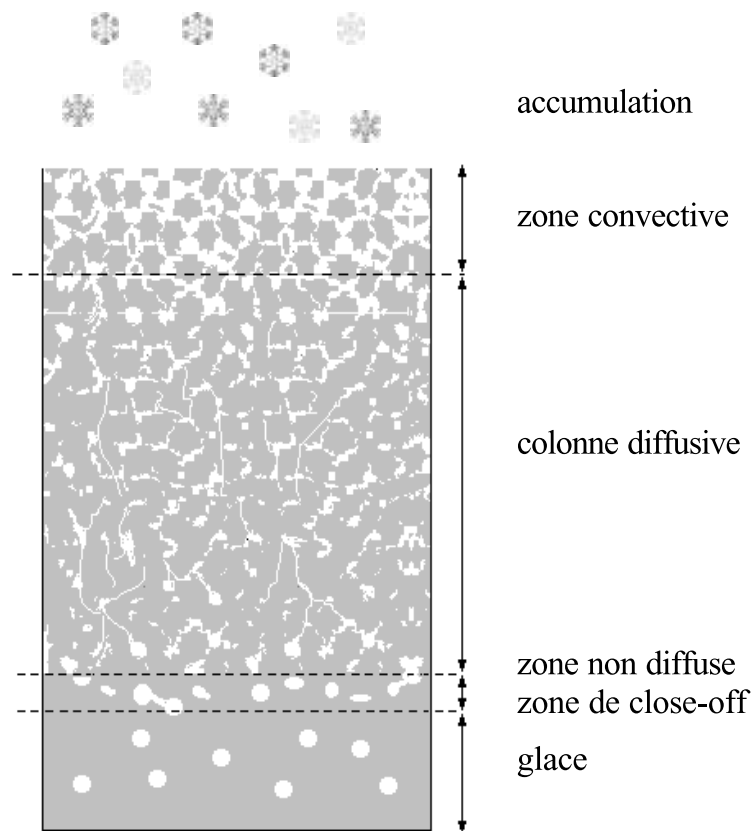 accumulation
zone convective
colonne diffusive
zone non diffuse
zone de close-off
glace